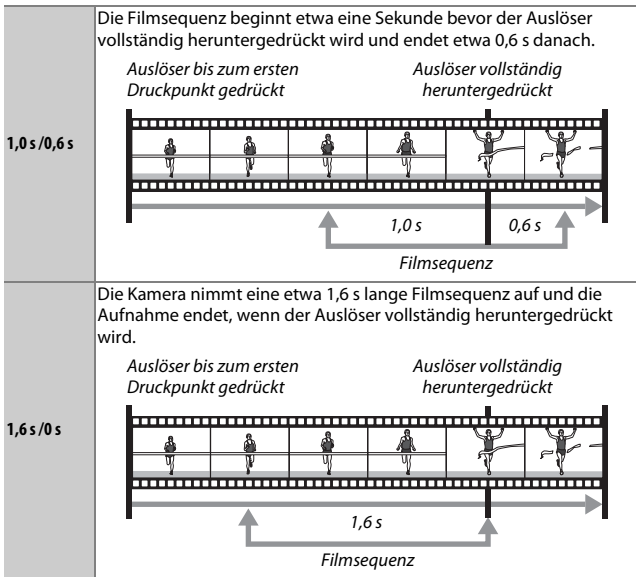 Die Filmsequenz beginnt etwa eine Sekunde bevor der Auslöser
vollständig heruntergedrückt wird und endet etwa 0,6 s danach.
Auslöser bis zum ersten
Druckpunkt gedrückt
Auslöser vollständig
heruntergedrückt
1,0 s/0,6 s
1,0 s
0,6 s
Filmsequenz
Die Kamera nimmt eine etwa 1,6 s lange Filmsequenz auf und die
Aufnahme endet, wenn der Auslöser vollständig heruntergedrückt
wird.
Auslöser bis zum ersten
Druckpunkt gedrückt
Auslöser vollständig
heruntergedrückt
1,6 s/0 s
1,6 s
Filmsequenz